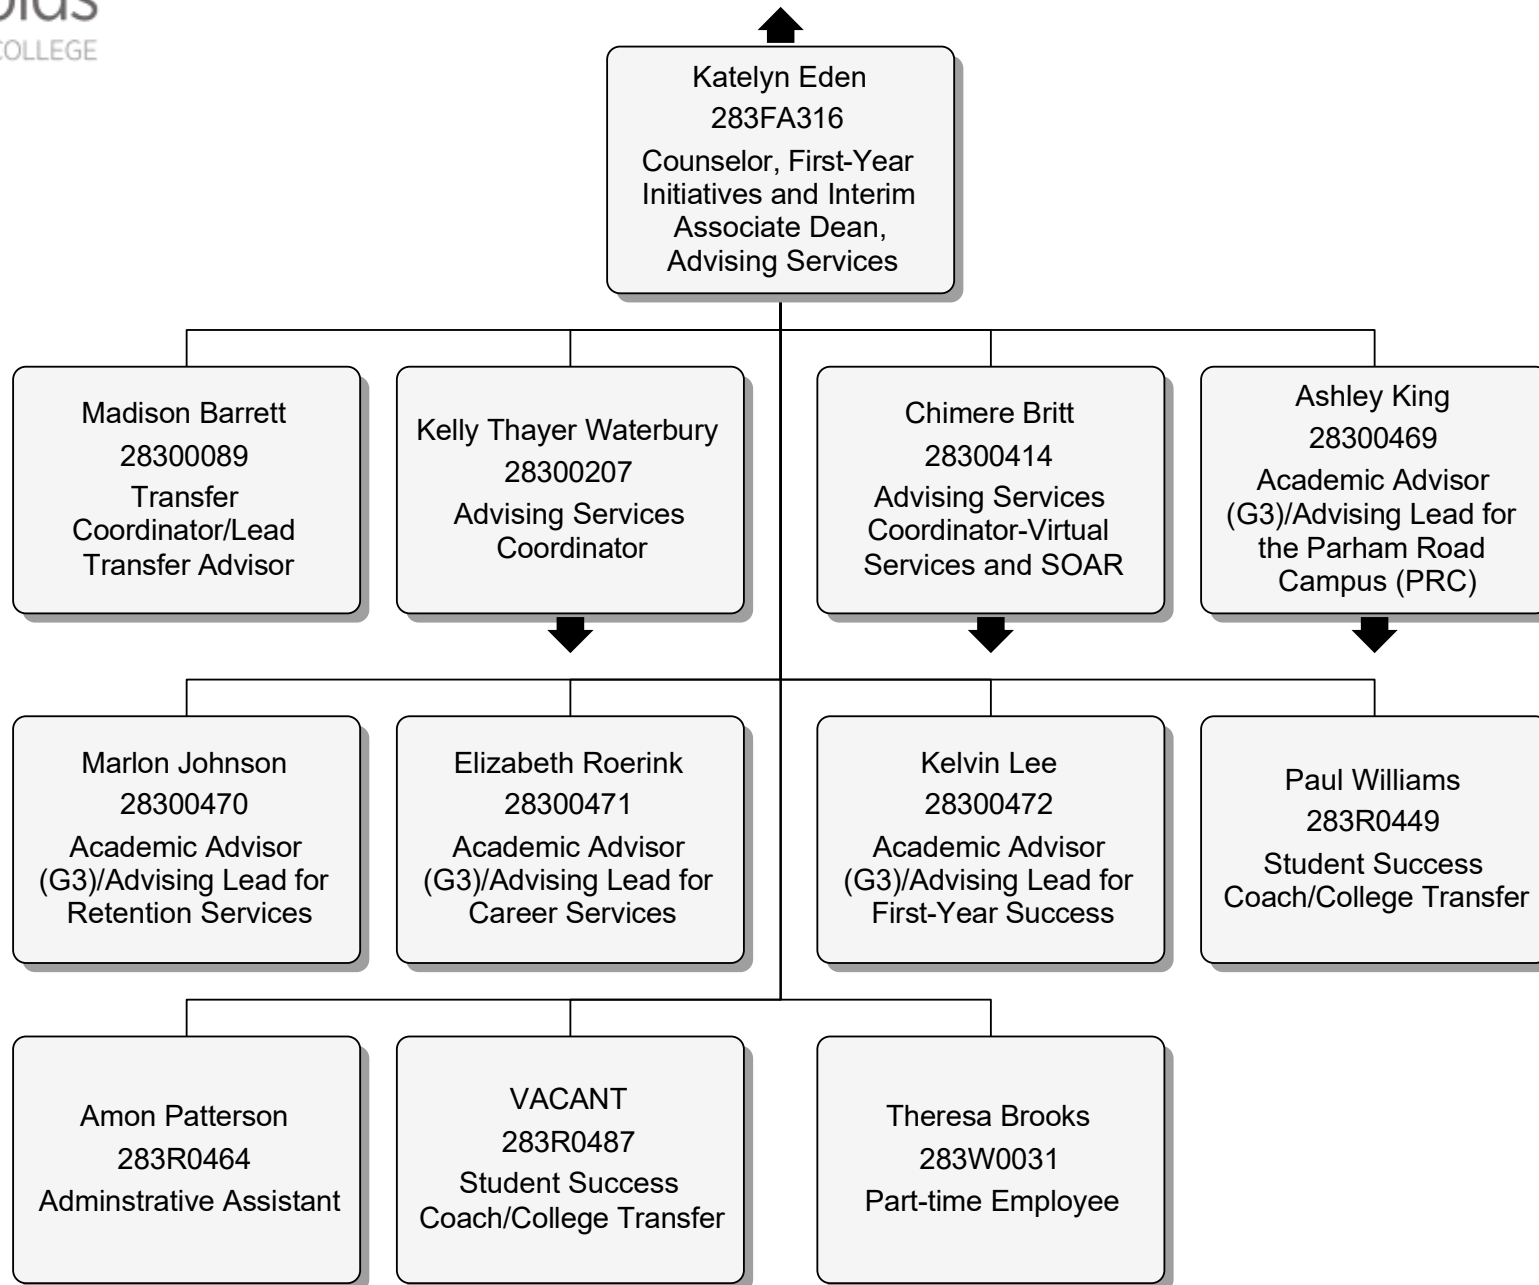 COLLEGE
Katelyn Eden
283FA316
Counselor, First-Year
Initiatives and Interim
Associate Dean,
Advising Services
Madison Barrett
28300089
Transfer
Coordinator/Lead
Transfer Advisor
Kelly Thayer Waterbury
28300207
Advising Services
Coordinator
Chimere Britt
28300414
Advising Services
Coordinator-Virtual
Services and SOAR
Ashley King
28300469
Academic Advisor
(G3)/Advising Lead for
the Parham Road
Campus (PRC)
Marlon Johnson
28300470
Academic Advisor
(G3)/Advising Lead for
Retention Services
Elizabeth Roerink
28300471
Academic Advisor
(G3)/Advising Lead for
Career Services
Kelvin Lee
28300472
Academic Advisor
(G3)/Advising Lead for
First-Year Success
Paul Williams
283R0449
Student Success
Coach/College Transfer
Amon Patterson
283R0464
Adminstrative Assistant
VACANT
283R0487
Student Success
Coach/College Transfer
Theresa Brooks
283W0031
Part-time Employee